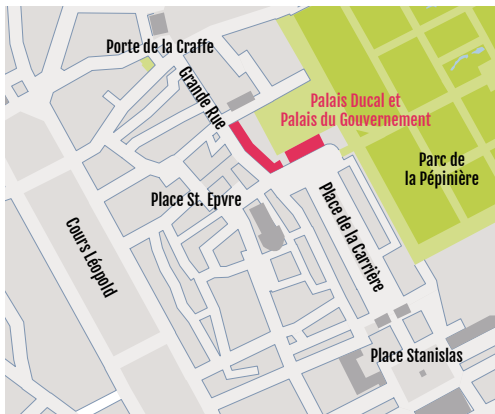 Porte de la Craffe
Grande Rue
Palais Ducal et
Palais du Gouvernement
Parc de
la Pépinière
Place St. Epvre
Place de la Carrière
Cours Léopold
Place Stanislas